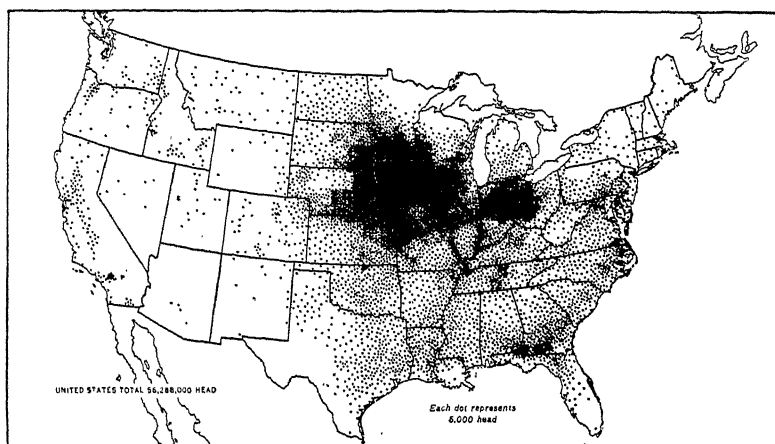 UNITED STATES TOTAL 56,288,000 HEAD
Each dot represents
5,000 head